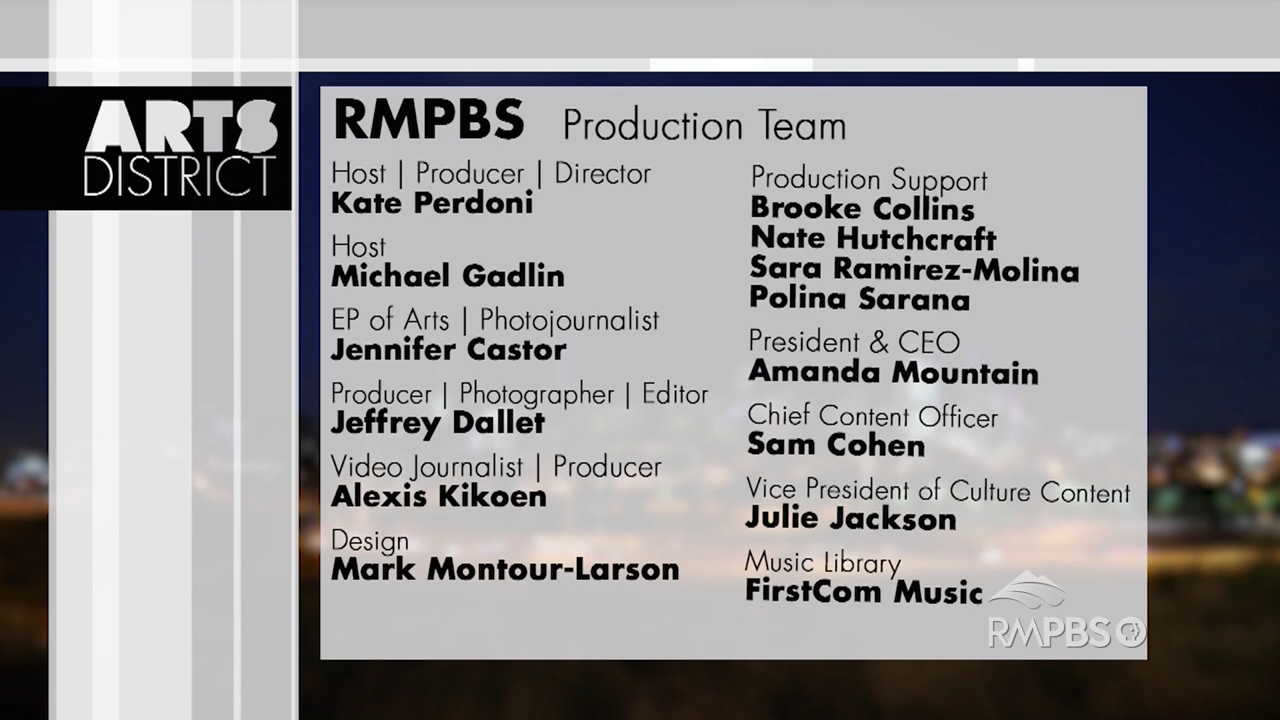 ARTS
DISTRICT
RMPBS Production Team
Host | Producer | Director
Kate Perdoni
Host
Michael Gadlin
EP of Arts | Photojournalist
Jennifer Castor
Producer | Photographer | Editor
Jeffrey Dallet
Video Journalist | Producer
Alexis Kikoen
Design
Mark Montour-Larson
Production Support
Brooke Collins
Nate Hutchcraft
Sara Ramirez-Molina
Polina Sarana
President & CEO
Amanda Mountain
Chief Content Officer
Sam Cohen
Vice President of Culture Content
Julie Jackson
Music Library
FirstCom Music
RMPBS